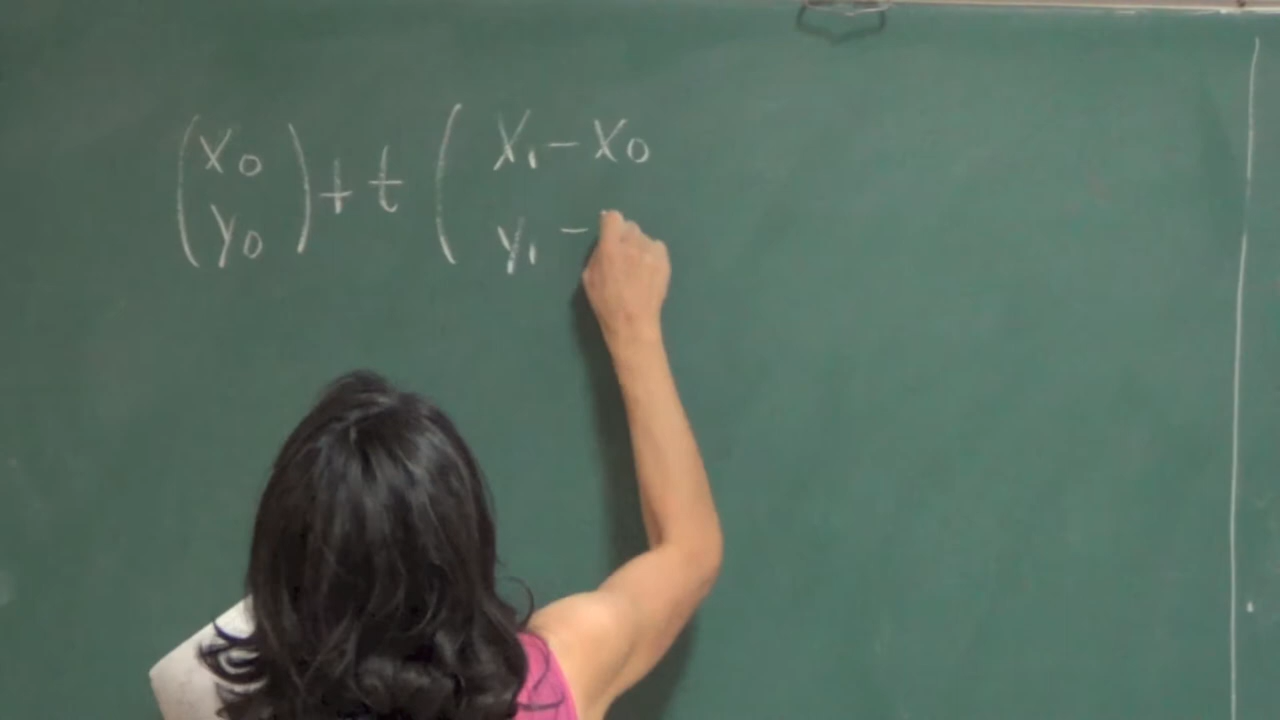 (x₀ y₀) + t (x₁ - x₀
y₁ -